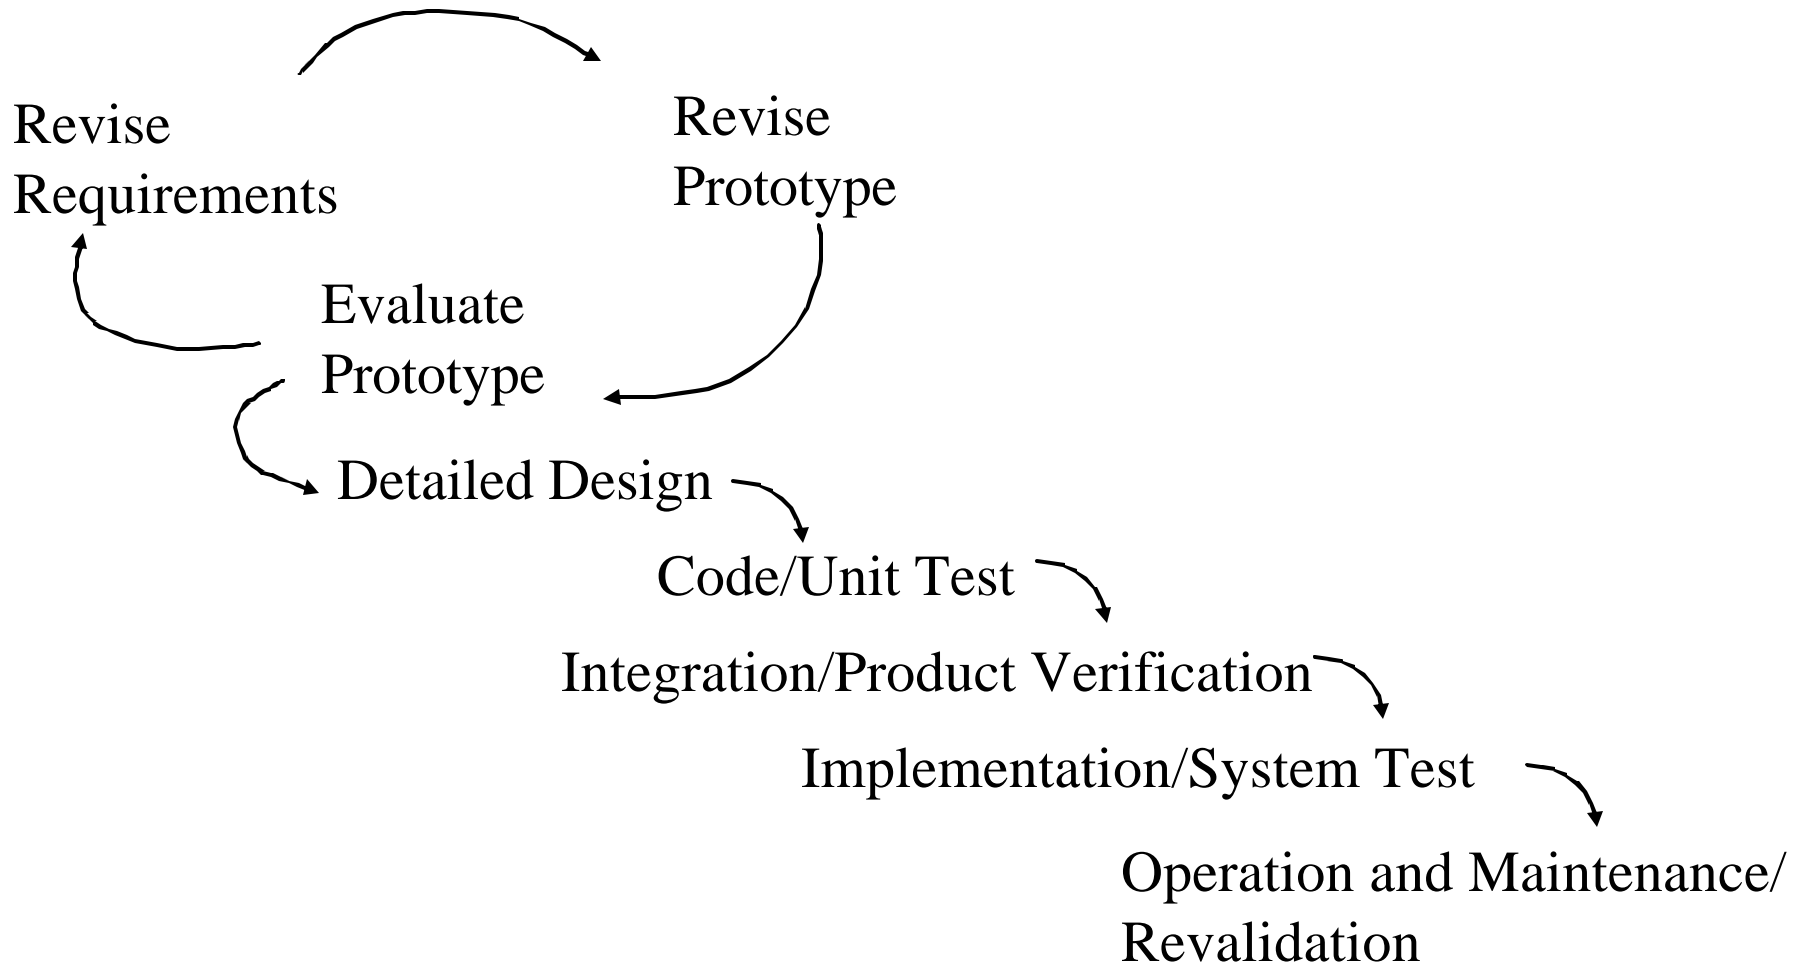 Revise
Requirements
Revise
Prototype
Evaluate
Prototype
Detailed Design
Code/Unit Test
Integration/Product Verification
Implementation/System Test
Operation and Maintenance/
Revalidation